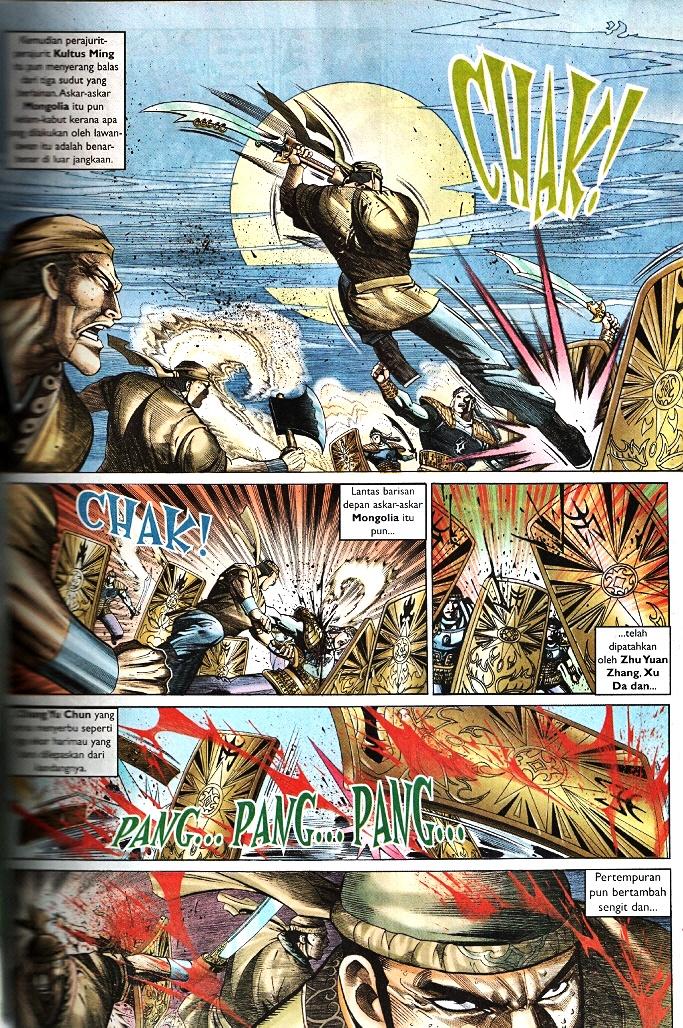 Kemudian perajurit-
perajurit Kultus Ming
itu pun menyerang balas
dari tiga sudut yang
berlainan. Askar-askar
Mongolia itu pun
kelam-kabut kerana apa
yang dilakukan oleh lawan-
lawan itu adalah benar-
benar di luar jangkaan.
CHAK!
CHAK!
Lantas barisan
depan askar-askar
Mongolia itu
pun...
...telah
dipatahkan
oleh Zhu Yuan
Zhang, Xu
Da dan...
Chang Yu Chun yang
menyerbu seperti
harimau yang
dilepaskan dari
kandangnya.
PANG... PANG... PANG...
Pertempuran
pun bertambah
sengit dan...